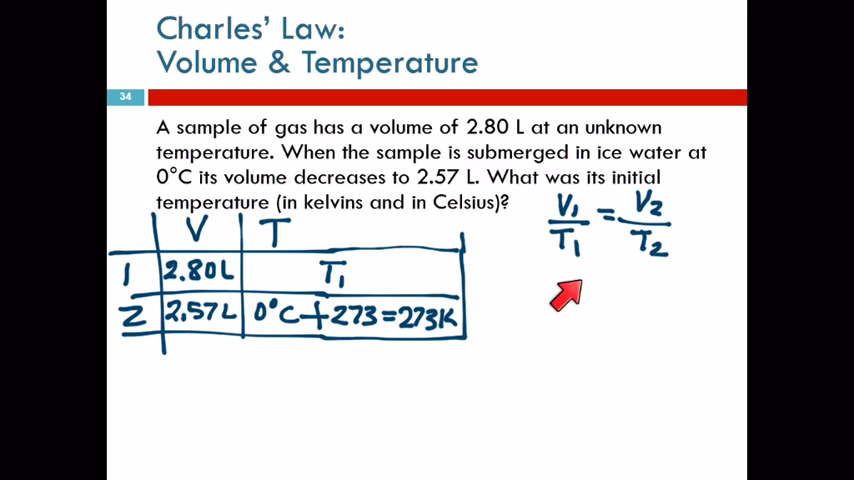 Charles' Law:
Volume & Temperature
34
A sample of gas has a volume of 2.80 L at an unknown
temperature. When the sample is submerged in ice water at
0°C its volume decreases to 2.57 L. What was its initial
temperature (in kelvins and in Celsius)?
V T
1 2.80L T₁
2 2.57L 0°C+273=273K
V₁/T₁ = V₂/T₂